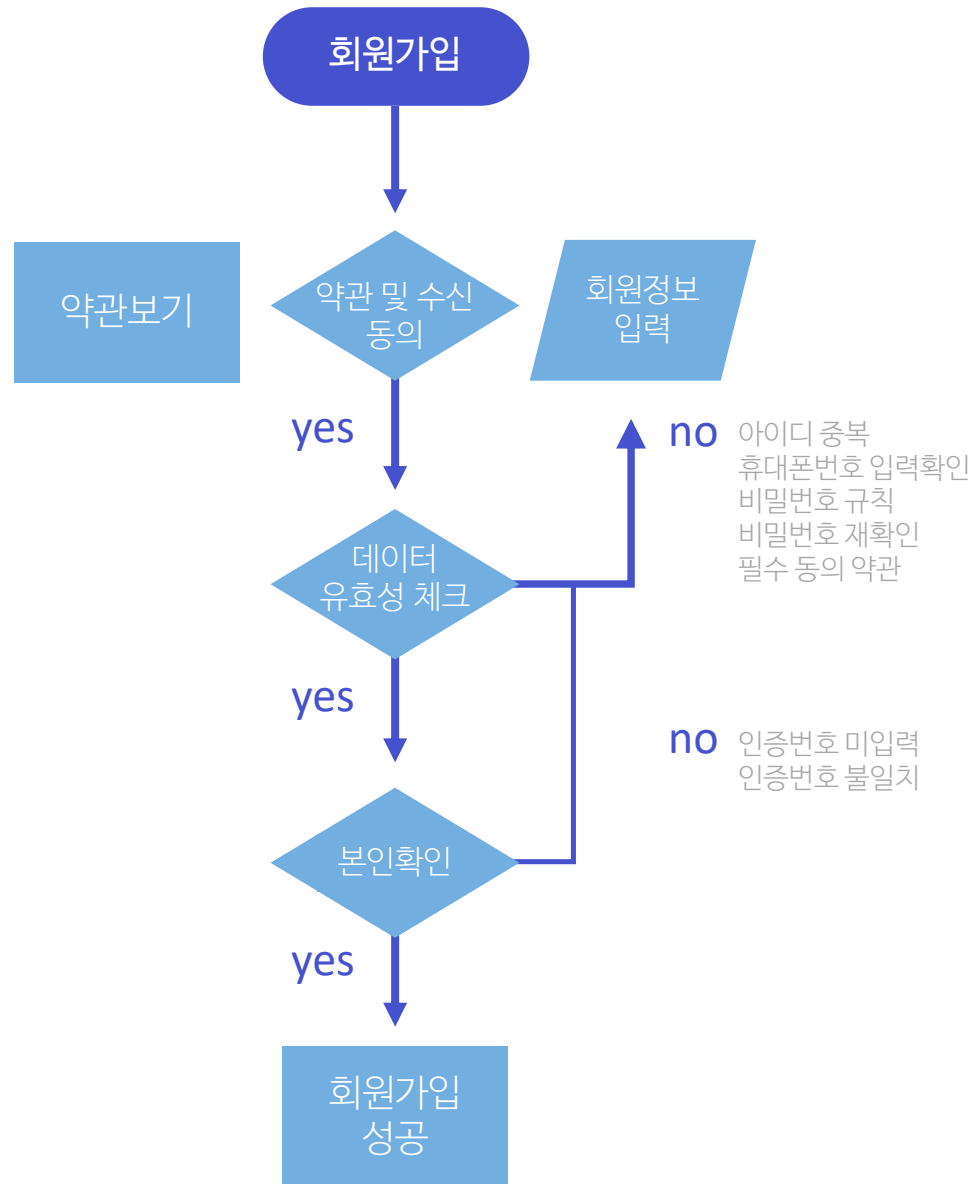 회원가입
약관보기
약관 및 수신
동의
회원정보
입력
yes
no
아이디 중복
휴대폰번호 입력확인
비밀번호 규칙
비밀번호 재확인
필수 동의 약관
데이터
유효성 체크
yes
no
인증번호 미입력
인증번호 불일치
본인확인
yes
회원가입
성공